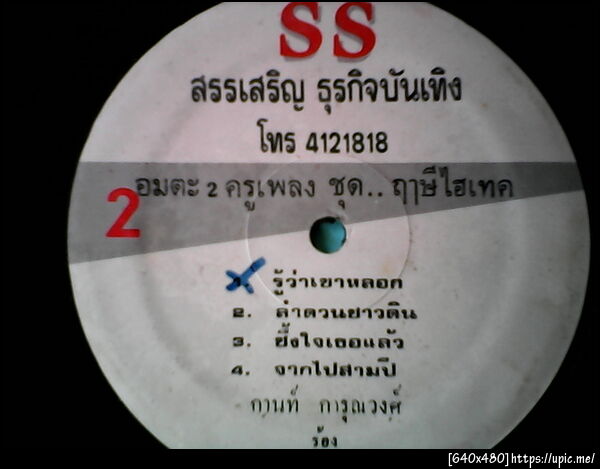 SS
สรรเสริญ ธุรกิจบันเทิง
โทร 4121818
2 อมตะ 2 ครูเพลง ชุด.. ฤาษีไฮเทค
1. รู้ว่าเขาหลอก
2. ลำดวนยาวดิน
3. ซึ้งใจเธอแล้ว
4. จากไปสามปี
กานท์ การุณวงศ์
ร้อง
[640x480] https://upic.me/